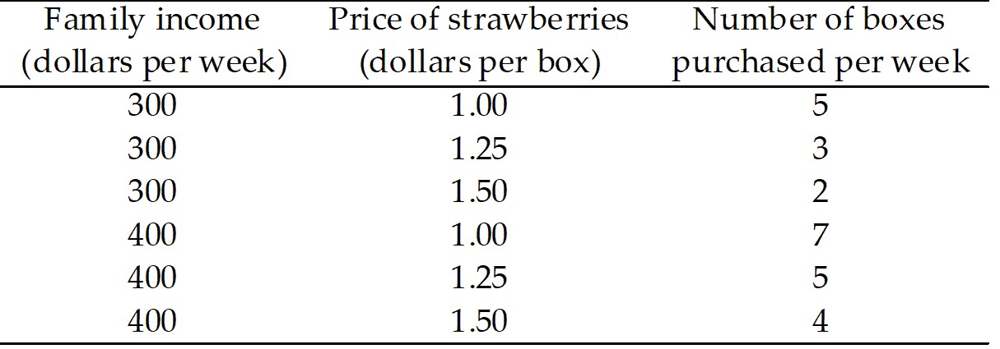 Family income Price of strawberries Number of boxes
(dollars per week) (dollars per box) purchased per week
300 1.00 5
300 1.25 3
300 1.50 2
400 1.00 7
400 1.25 5
400 1.50 4